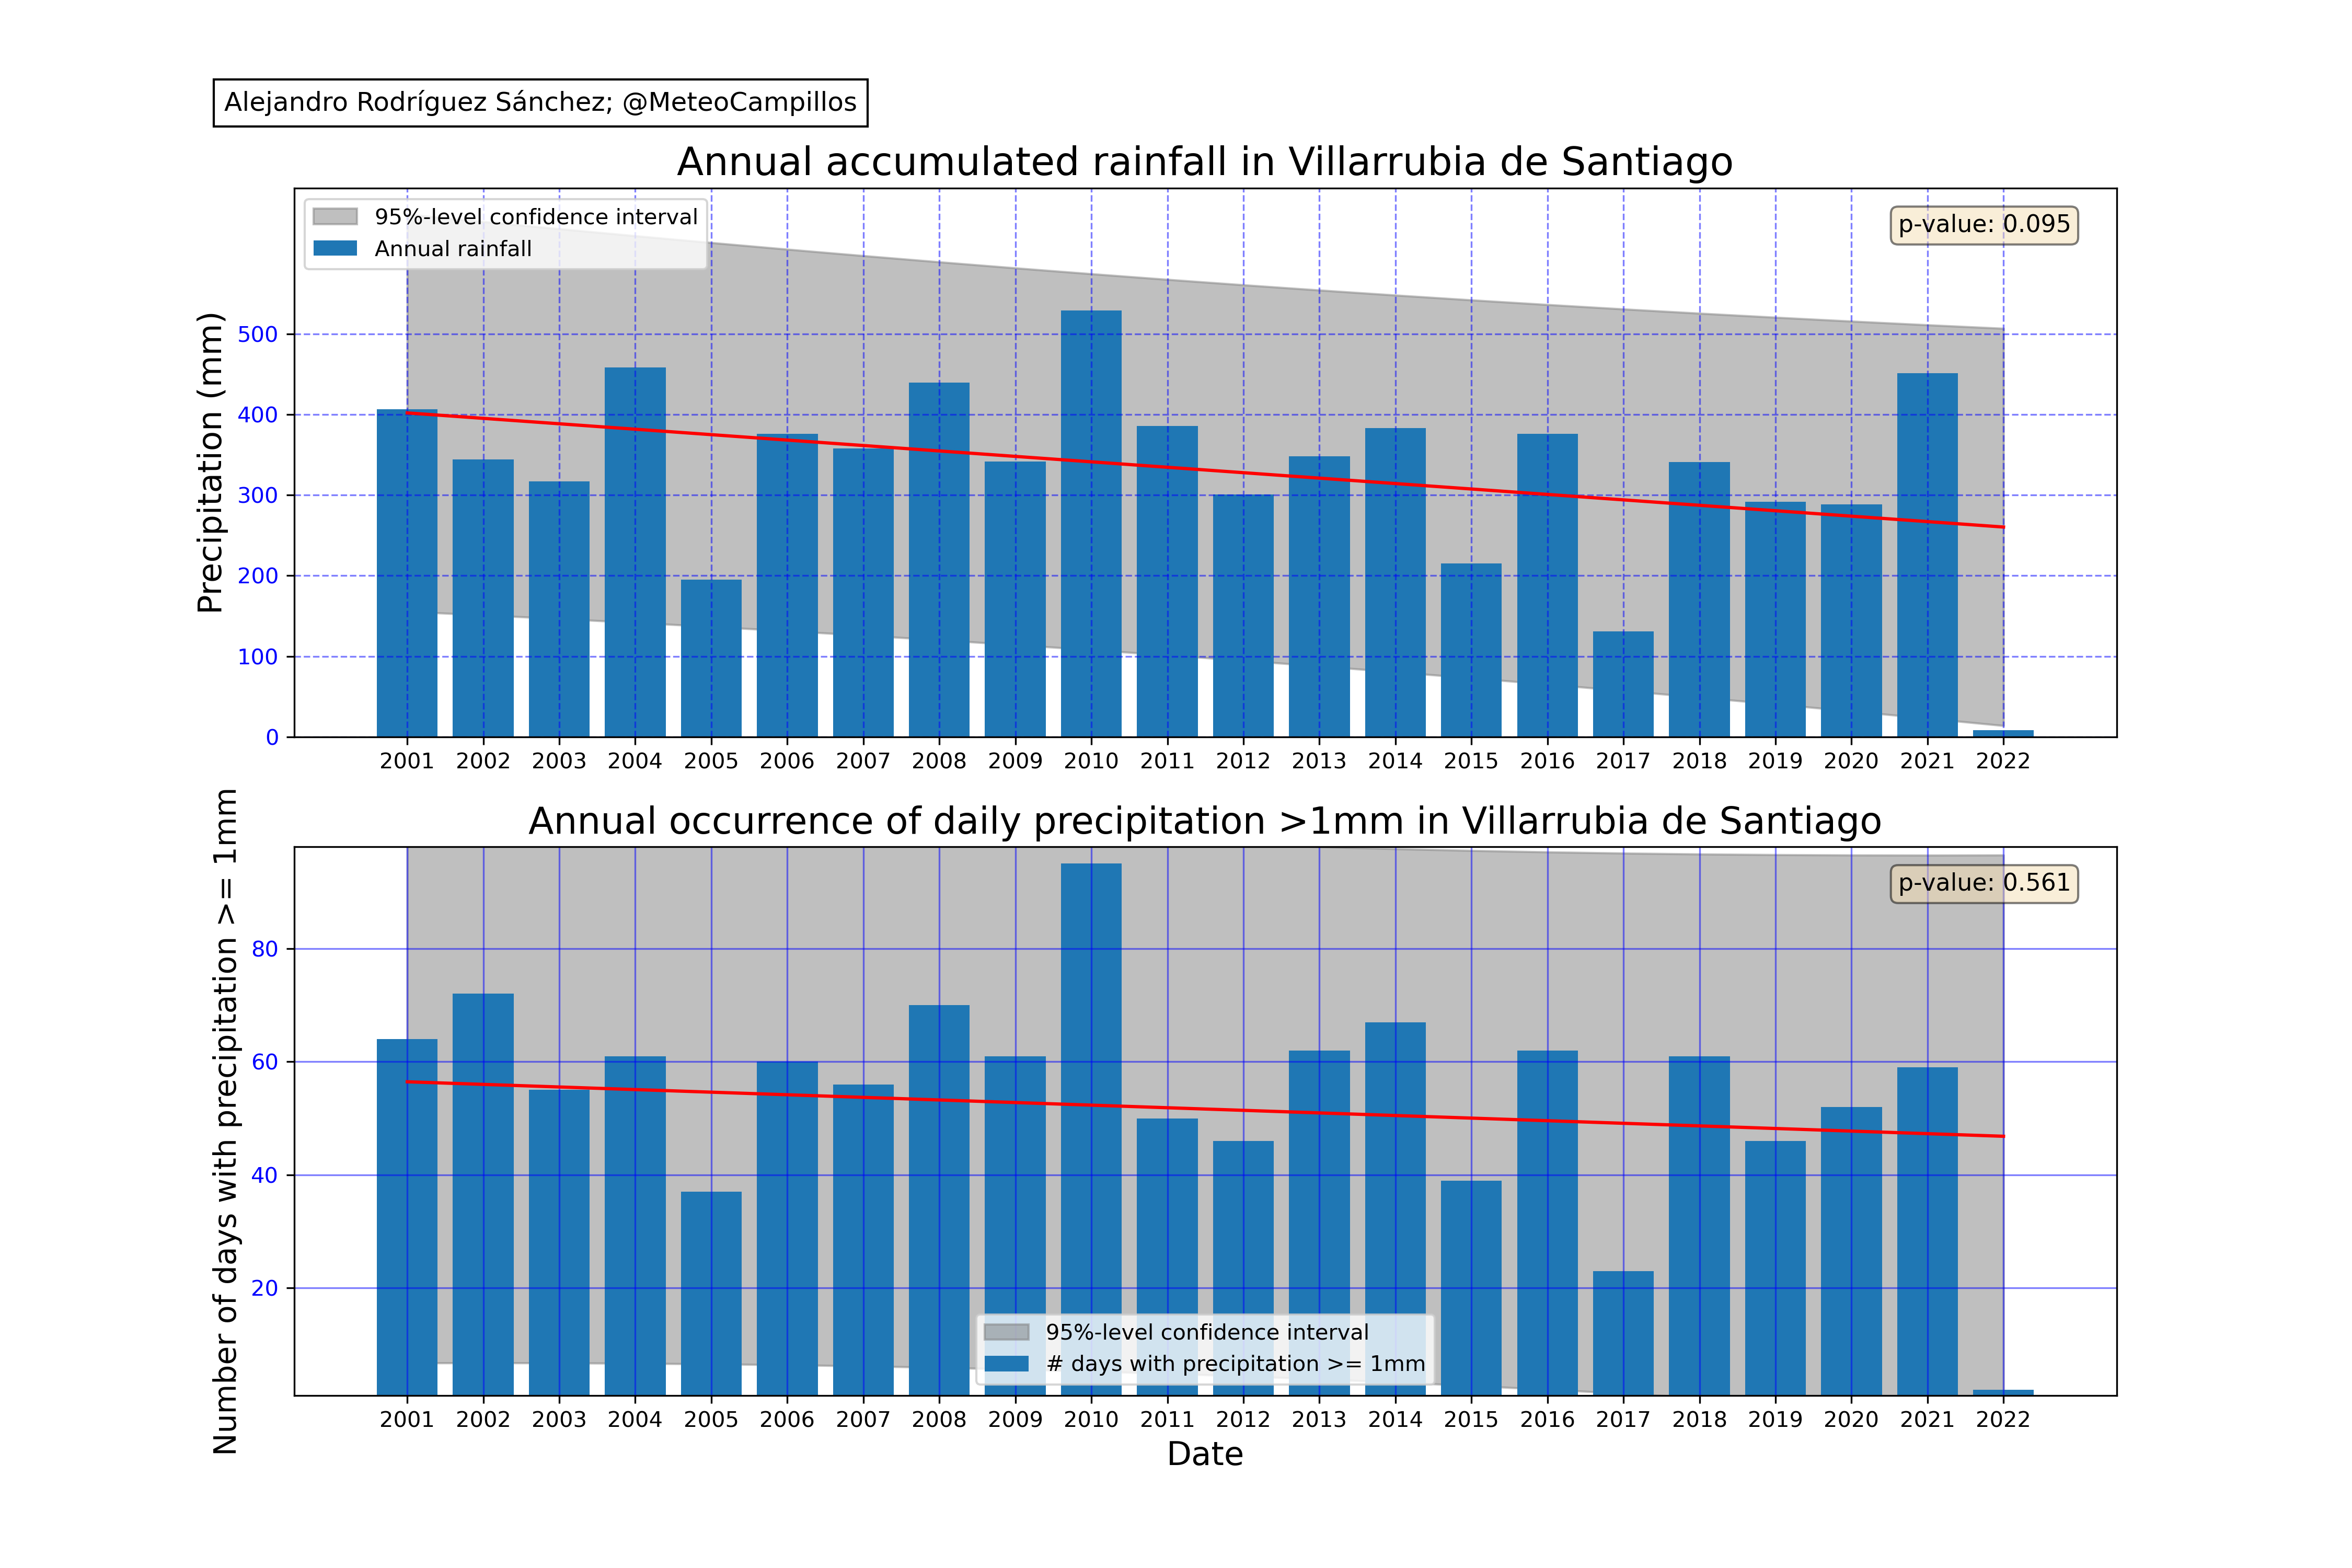 Alejandro Rodríguez Sánchez; @MeteoCampillos
Annual accumulated rainfall in Villarrubia de Santiago
95%-level confidence interval
Annual rainfall
p-value: 0.095
Precipitation (mm)
500
400
300
200
100
0
2001 2002 2003 2004 2005 2006 2007 2008 2009 2010 2011 2012 2013 2014 2015 2016 2017 2018 2019 2020 2021 2022
Annual occurrence of daily precipitation >1mm in Villarrubia de Santiago
p-value: 0.561
Number of days with precipitation >= 1mm
80
60
40
20
95%-level confidence interval
# days with precipitation >= 1mm
2001 2002 2003 2004 2005 2006 2007 2008 2009 2010 2011 2012 2013 2014 2015 2016 2017 2018 2019 2020 2021 2022
Date